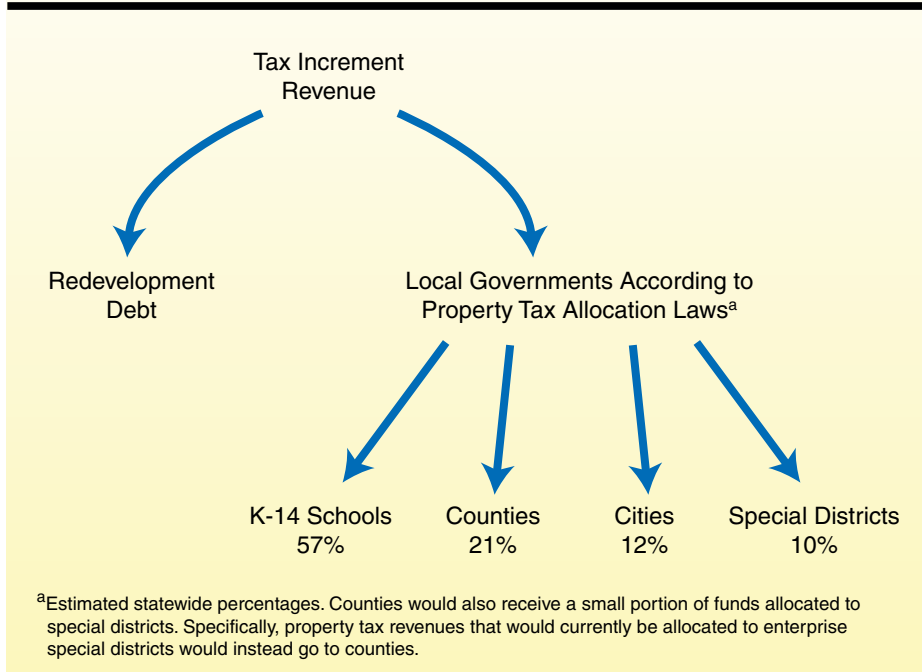 Tax Increment
Revenue
Redevelopment
Debt
Local Governments According to
Property Tax Allocation Lawsª
K-14 Schools
57%
Counties
21%
Cities
12%
Special Districts
10%
ªEstimated statewide percentages. Counties would also receive a small portion of funds allocated to
special districts. Specifically, property tax revenues that would currently be allocated to enterprise
special districts would instead go to counties.